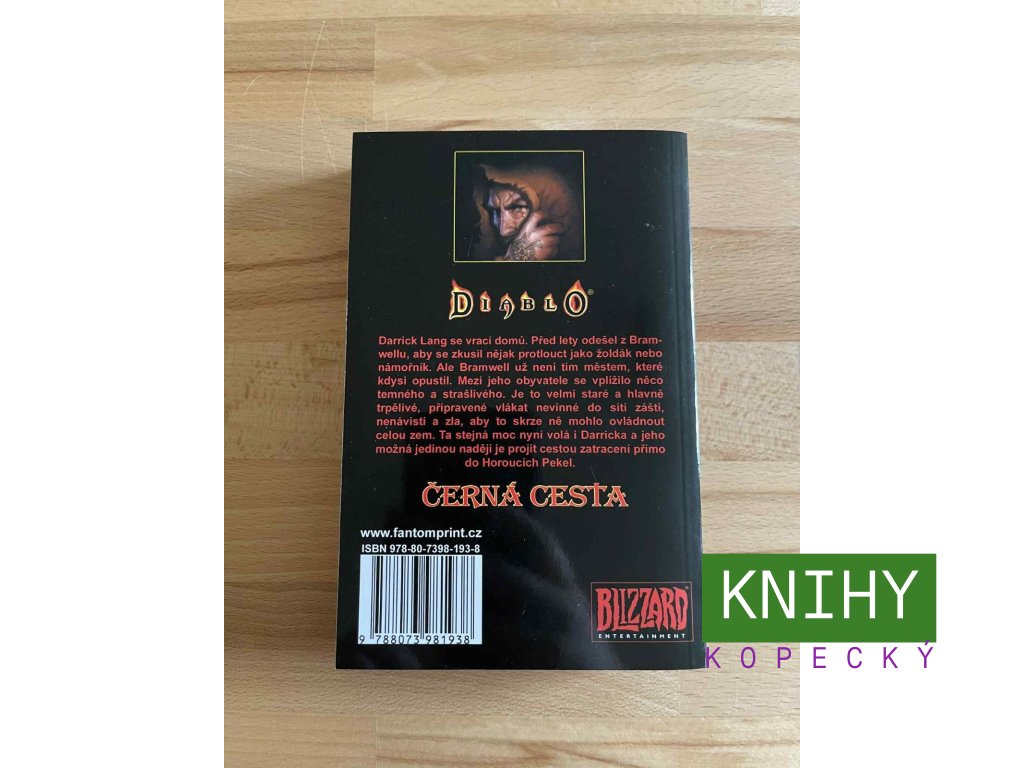 DIABLO®
Darrick Lang se vrací domů. Před lety odešel z Bram-
wellu, aby se zkusil nějak protlouct jako žoldák nebo
námořník. Ale Bramwell už není tím městem, které
kdysi opustil. Mezi jeho obyvatele se vplížilo něco
temného a strašlivého. Je to velmi staré a hlavně
trpělivé, připravené vlákat nevinné do sítí zášti,
nenávisti a zla, aby to skrze ně mohlo ovládnout
celou zem. Ta stejná moc nyní volá i Darricka a jeho
možná jedinou nadějí je projít cestou zatracení přímo
do Horoucích Pekel.
ČERNÁ CESTA
www.fantomprint.cz
ISBN 978-80-7398-193-8
9 788073 981938
BLIZZARD®
ENTERTAINMENT
KNIHY
KOPECKÝ